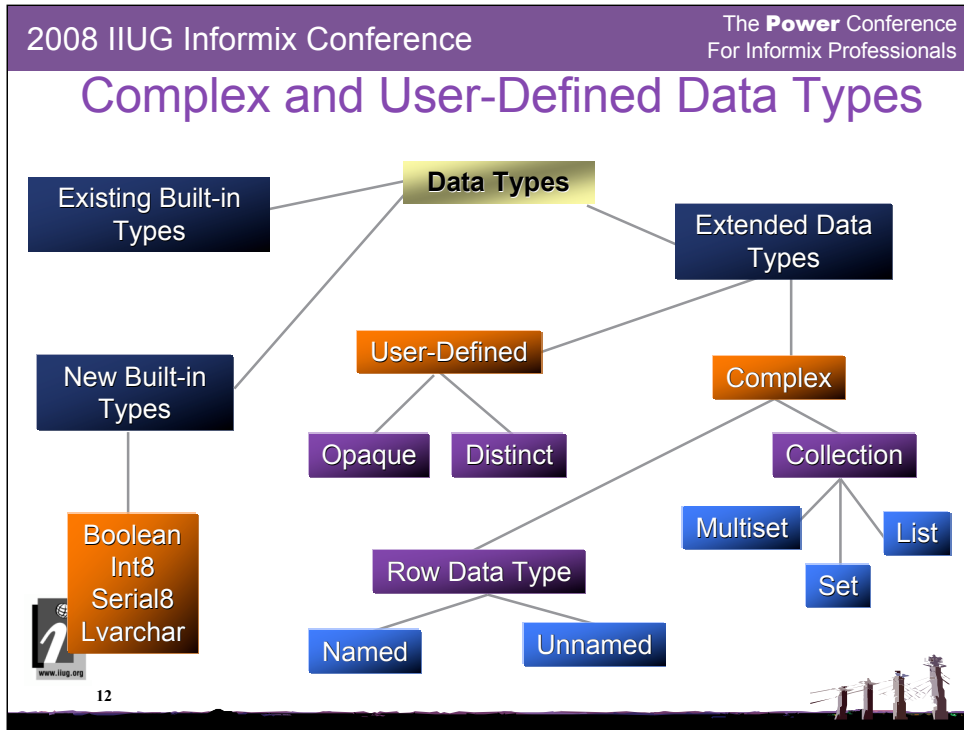 2008 IIUG Informix Conference
The Power Conference
For Informix Professionals
Complex and User-Defined Data Types
Data Types
Existing Built-in
Types
Extended Data
Types
User-Defined
New Built-in
Types
Complex
Opaque
Distinct
Collection
Multiset
List
Set
Boolean
Int8
Serial8
Lvarchar
Row Data Type
Named
Unnamed
i
www.iiug.org
12